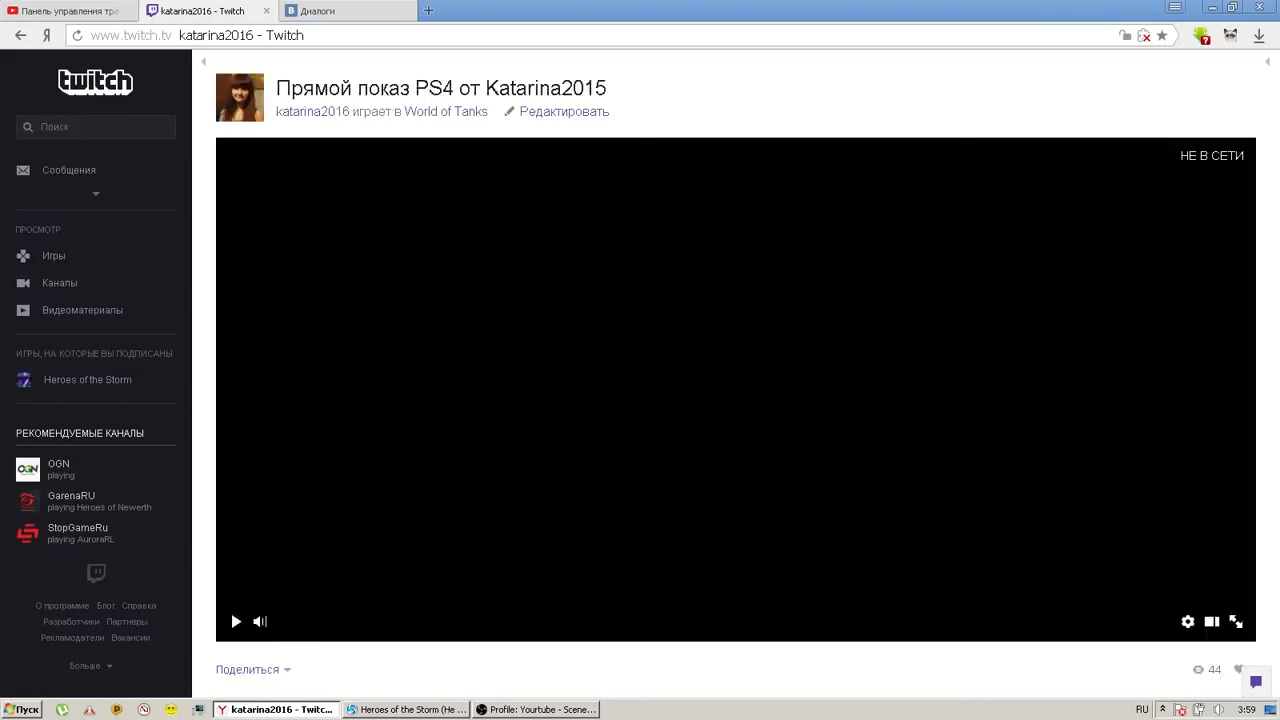 Панель управления тра
katarina2016 - Twitch
Диалоги
Я
www.twitch.tv katarina2016 - Twitch
twitch
Прямой показ PS4 от Katarina2015
katarina2016 играет в World of Tanks
Редактировать
Поиск
Сообщения
НЕ В СЕТИ
ПРОСМОТР
Игры
Каналы
Видеоматериалы
ИГРЫ, НА КОТОРЫЕ ВЫ ПОДПИСАНЫ
Heroes of the Storm
РЕКОМЕНДУЕМЫЕ КАНАЛЫ
OGN
OGN
playing
GarenaRU
playing Heroes of Newerth
StopGameRu
playing AuroraRL
О программе Блог Справка
Разработчики Партнеры
Рекламодатели Вакансии
Больше
Поделиться
44
Пуск
katarina2016 - Twitc...
Heroes of the Storm (He ...
Profile: Yourtube - Scene...
RU
3:59